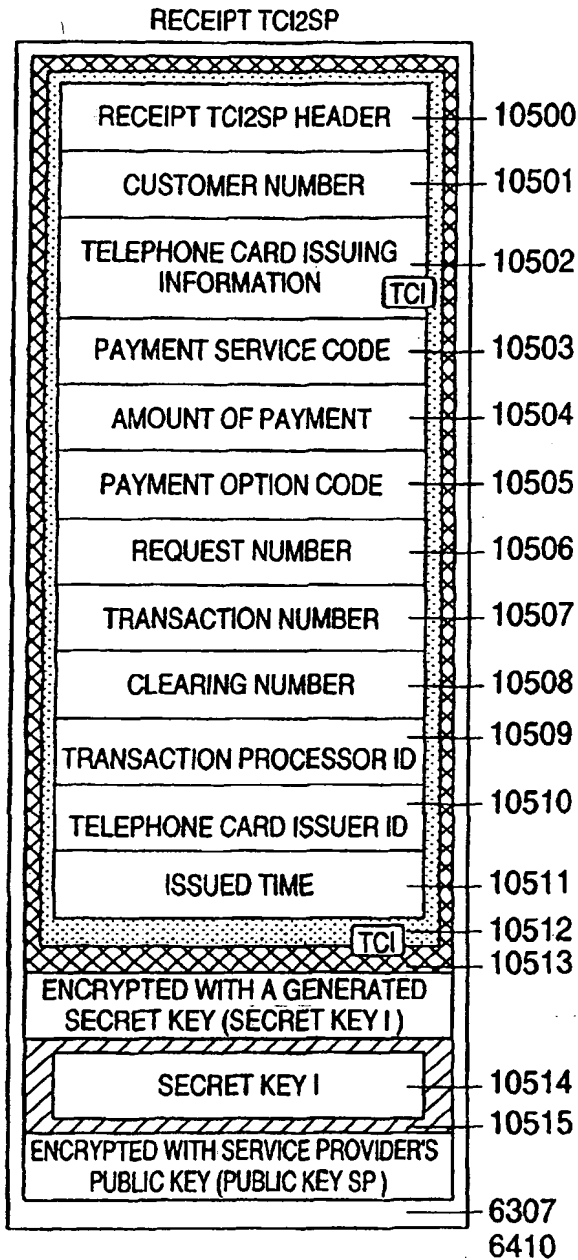 RECEIPT TCI2SP
RECEIPT TCI2SP HEADER 10500
CUSTOMER NUMBER 10501
TELEPHONE CARD ISSUING 10502
INFORMATION
TCI
PAYMENT SERVICE CODE 10503
AMOUNT OF PAYMENT 10504
PAYMENT OPTION CODE 10505
REQUEST NUMBER 10506
TRANSACTION NUMBER 10507
CLEARING NUMBER 10508
10509
TRANSACTION PROCESSOR ID
10510
TELEPHONE CARD ISSUER ID
ISSUED TIME 10511
10512
TCI
10513
ENCRYPTED WITH A GENERATED
SECRET KEY (SECRET KEY I)
SECRET KEY I 10514
10515
ENCRYPTED WITH SERVICE PROVIDER'S
PUBLIC KEY (PUBLIC KEY SP)
6307
6410